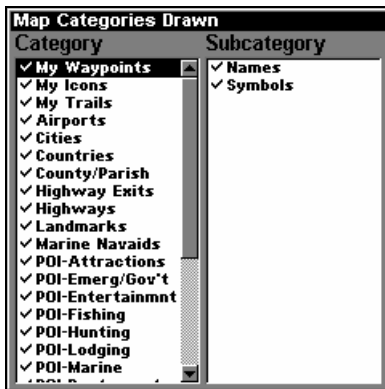 Map Categories Drawn
Category
Subcategory
My Waypoints
My Icons
My Trails
Airports
Cities
Countries
County/Parish
Highway Exits
Highways
Landmarks
Marine Navaids
POI-Attractions
POI-Emerg/Gov't
POI-Entertainmnt
POI-Fishing
POI-Hunting
POI-Lodging
POI-Marine
Names
Symbols